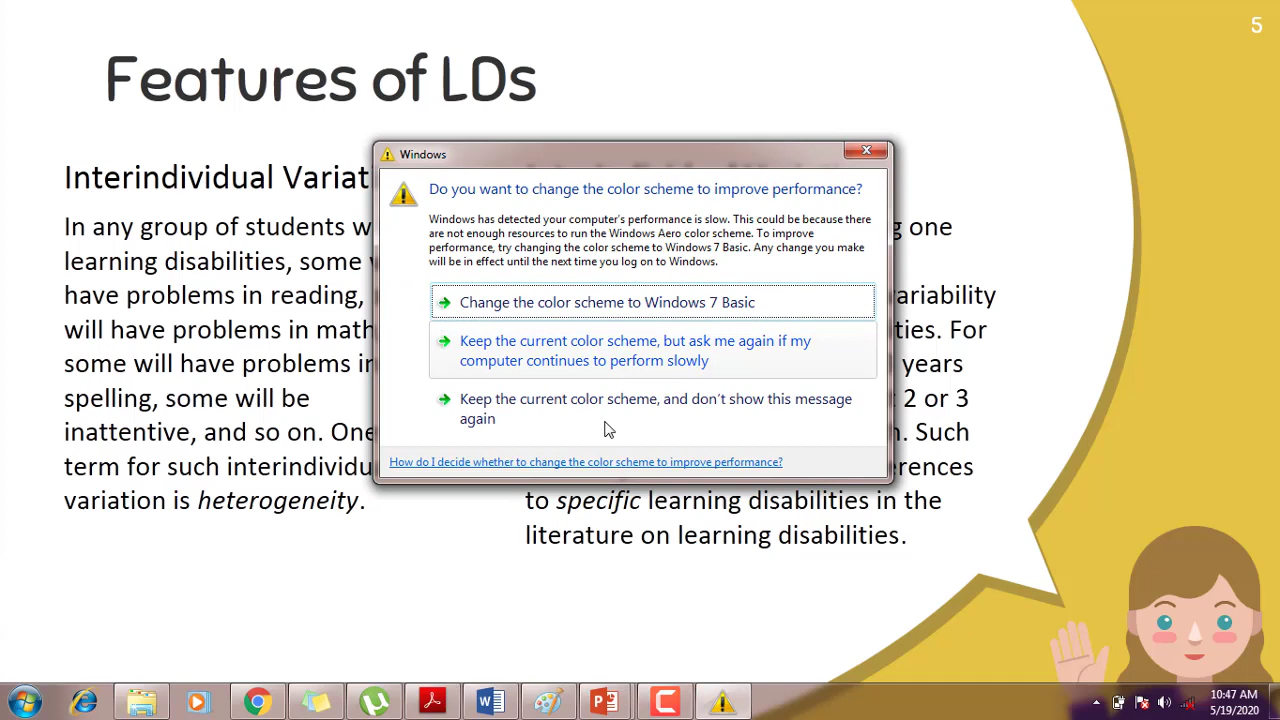 5
Features of LDs
Interindividual Variati
In any group of students w
learning disabilities, some
have problems in reading,
will have problems in math
some will have problems in
spelling, some will be
inattentive, and so on. One
term for such interindividu
variation is heterogeneity.
Windows
Do you want to change the color scheme to improve performance?
Windows has detected your computer's performance is slow. This could be because there
are not enough resources to run the Windows Aero color scheme. To improve
performance, try changing the color scheme to Windows 7 Basic. Any change you make
will be in effect until the next time you log on to Windows.
Change the color scheme to Windows 7 Basic
Keep the current color scheme, but ask me again if my
computer continues to perform slowly
Keep the current color scheme, and don't show this message
again
How do I decide whether to change the color scheme to improve performance?
one
variability
For
years
2 or 3
Such
to specific learning disabilities in the
literature on learning disabilities.
10:47 AM
5/19/2020